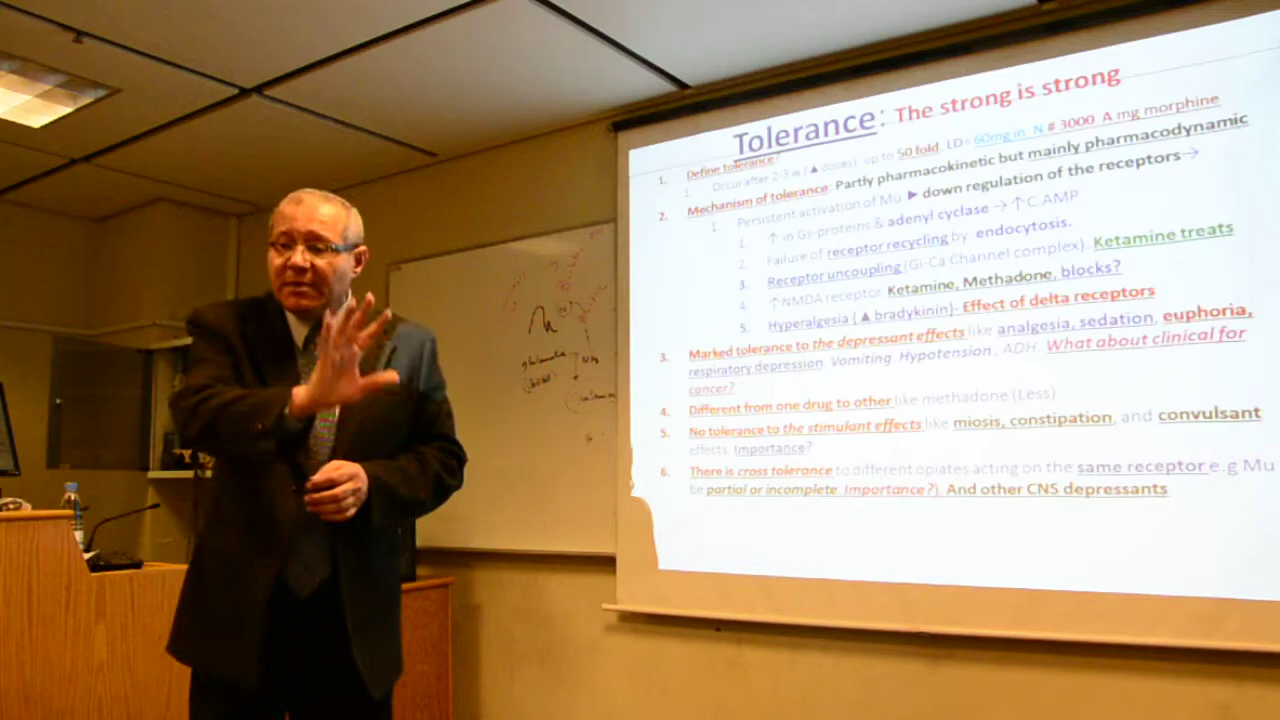 Tolerance: The strong is strong
1. Define tolerance?
1. Occur after 2-3 w (▲doses) up to 50 fold. LD= 60mg in N # 3000 A mg morphine
2. Mechanism of tolerance: Partly pharmacokinetic but mainly pharmacodynamic
1. Persistent activation of Mu ► down regulation of the receptors→
1. ↑ in Gs-proteins & adenyl cyclase → ↑ C AMP
2. Failure of receptor recycling by endocytosis.
3. Receptor uncoupling (Gi-Ca Channel complex). Ketamine treats
4. ↑NMDA receptor. Ketamine, Methadone, blocks?
5. Hyperalgesia (▲bradykinin)- Effect of delta receptors
3. Marked tolerance to the depressant effects like analgesia, sedation, euphoria,
respiratory depression Vomiting. Hypotension, ADH. What about clinical for
cancer?
4. Different from one drug to other like methadone (Less)
5. No tolerance to the stimulant effects like miosis, constipation, and convulsant
effects. Importance?
6. There is cross tolerance to different opiates acting on the same receptor e.g Mu
be partial or incomplete. Importance?) And other CNS depressants